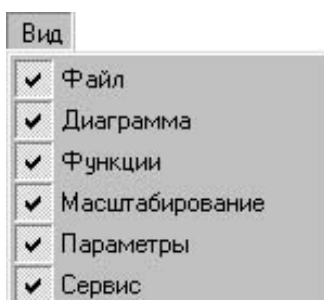 Вид
Файл
Диаграмма
Функции
Масштабирование
Параметры
Сервис